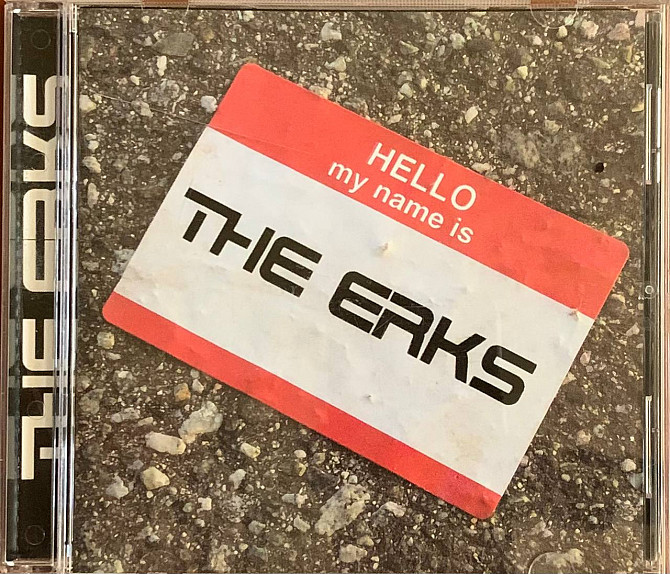 THE ERKS
HELLO
my name is
THE ERKS